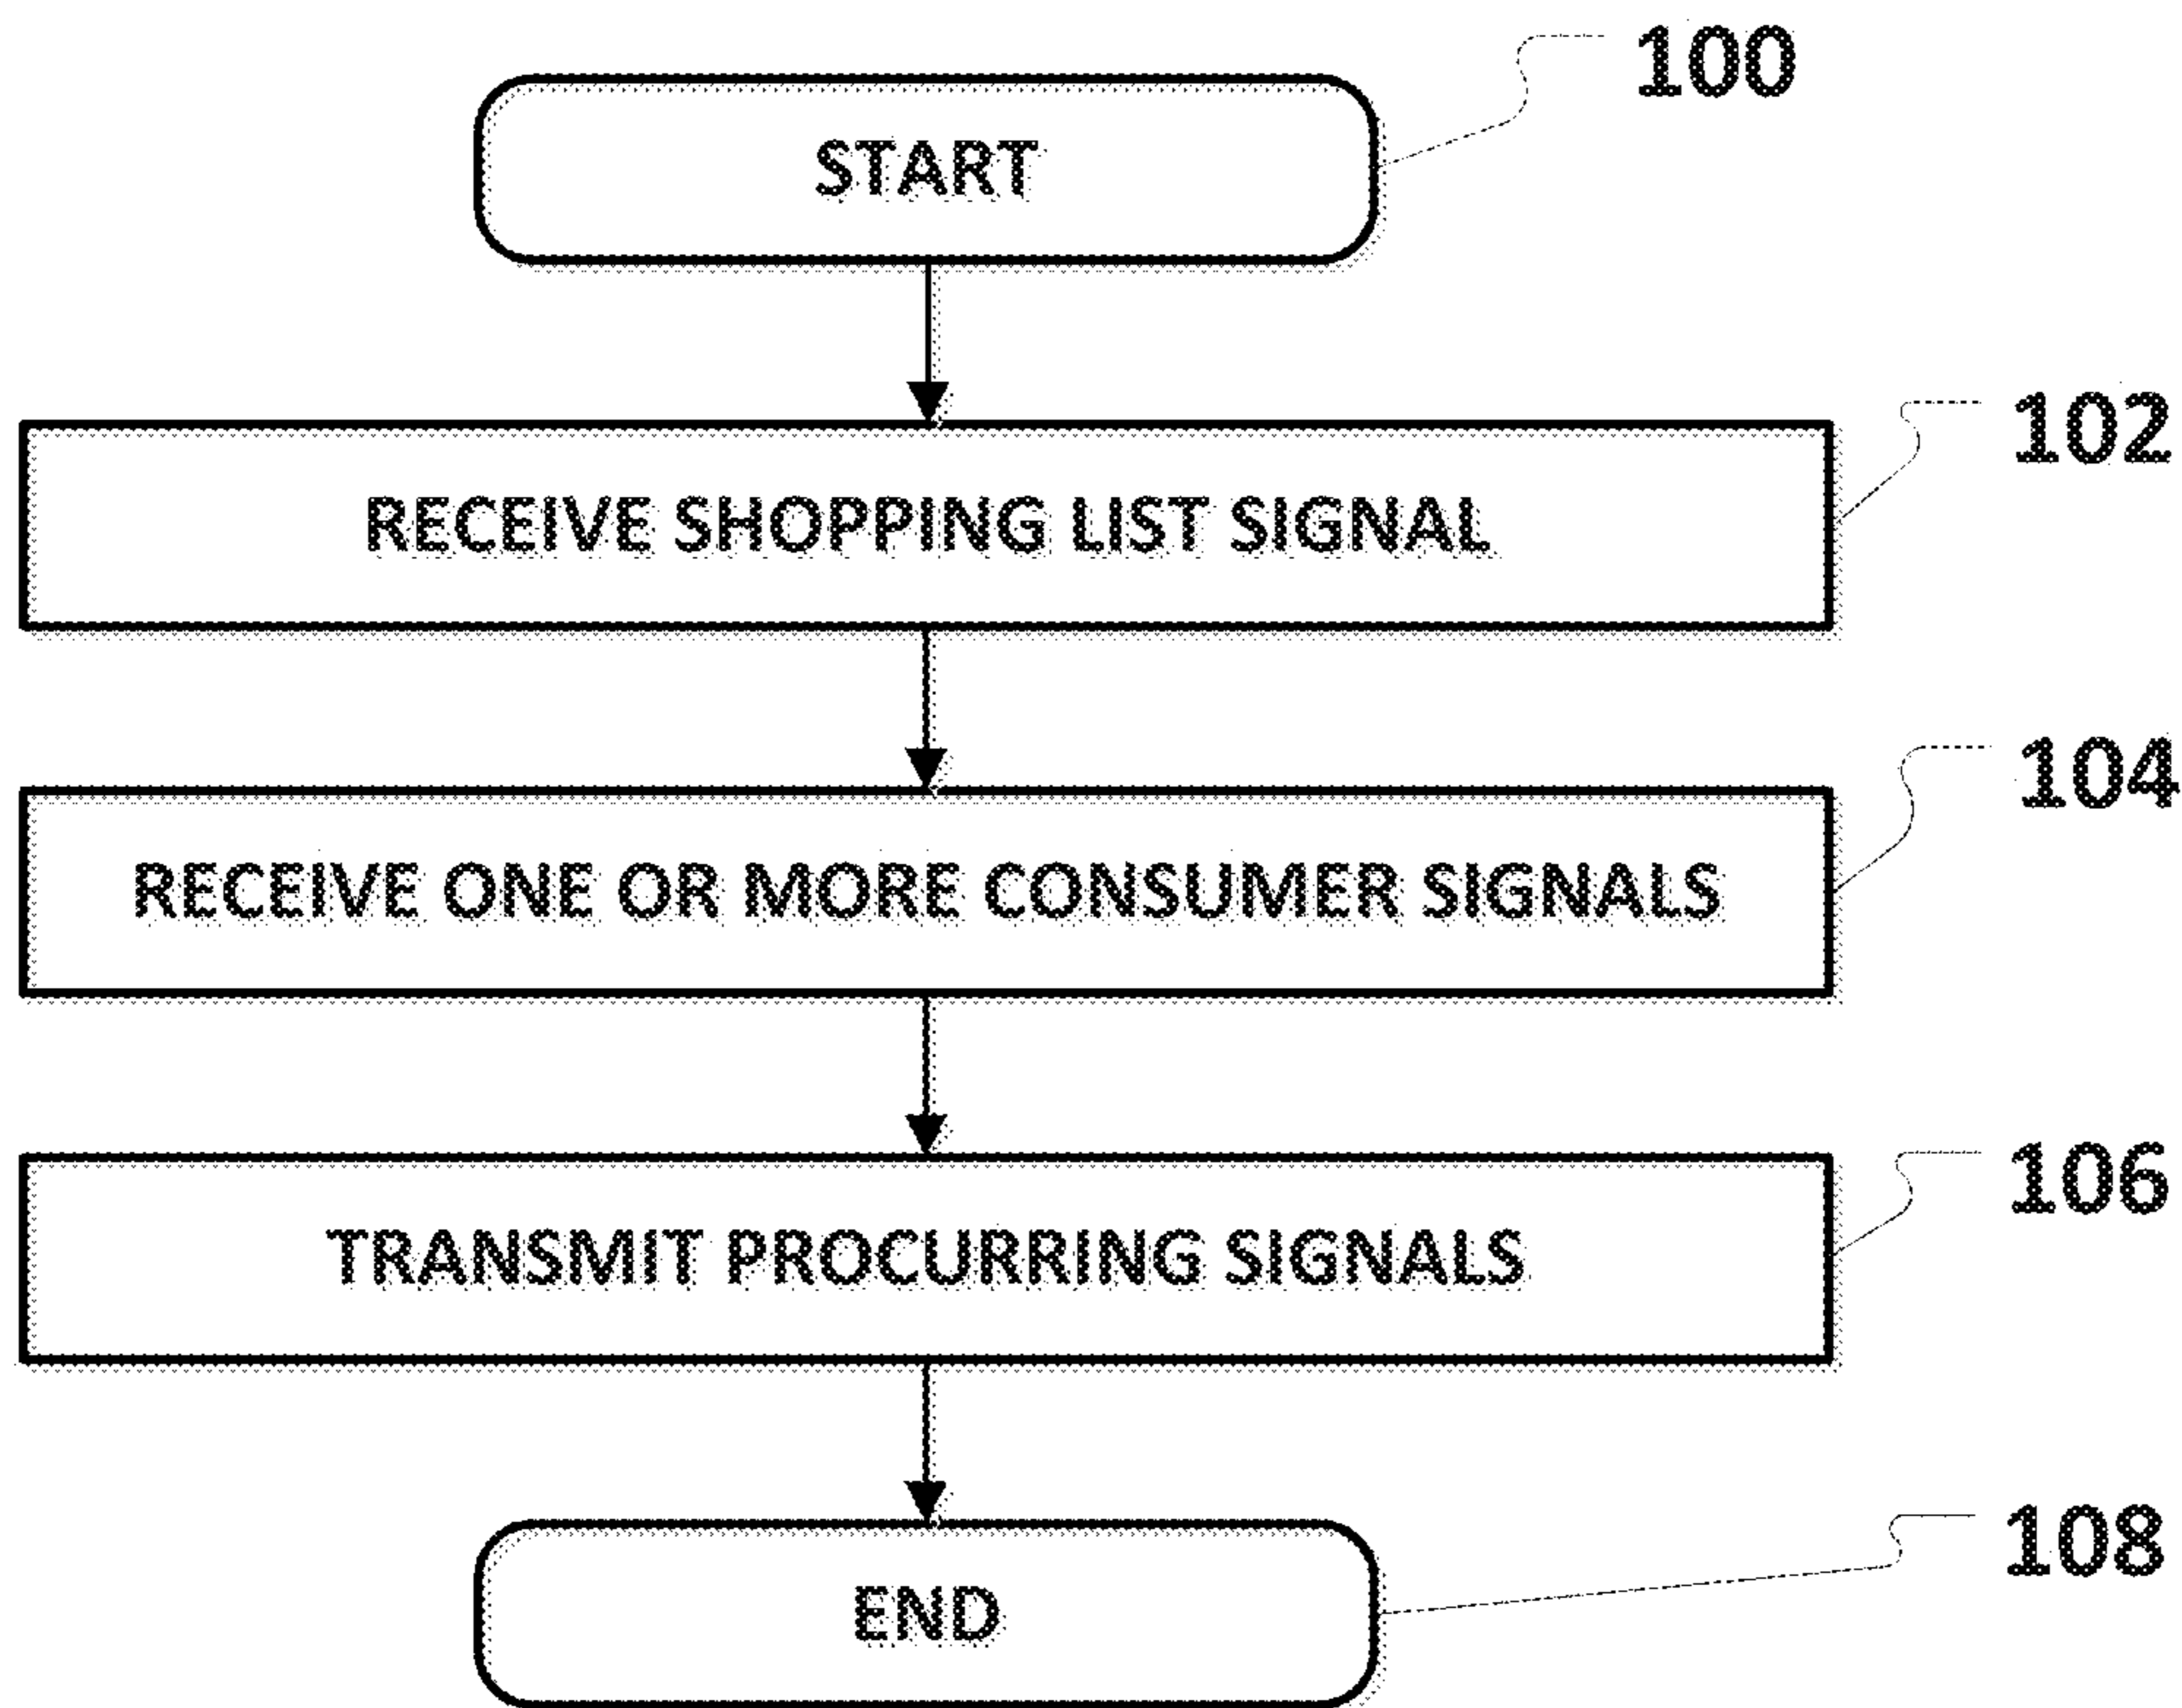 START
100
RECEIVE SHOPPING LIST SIGNAL
102
RECEIVE ONE OR MORE CONSUMER SIGNALS
104
TRANSMIT PROCURRING SIGNALS
106
END
108